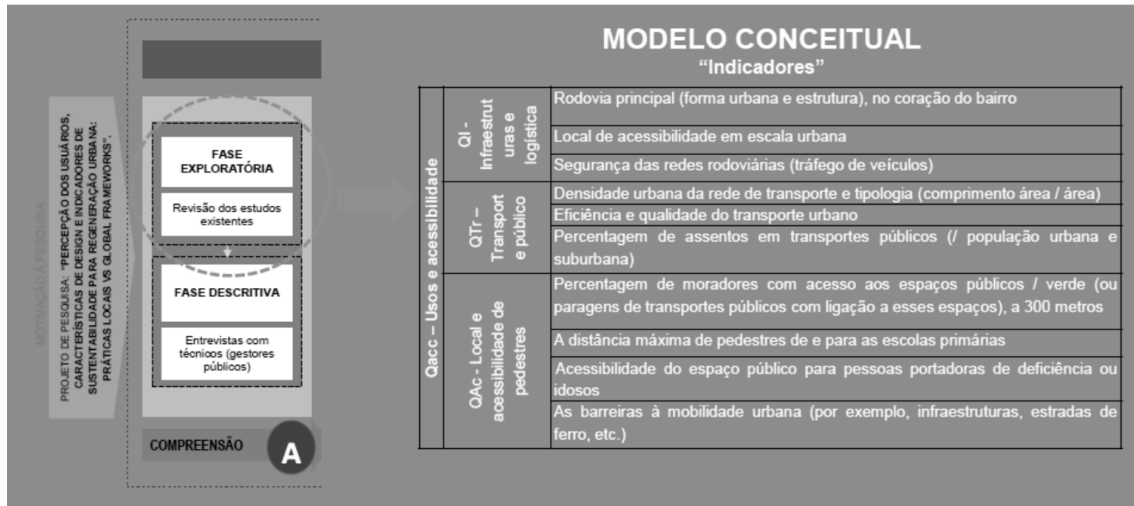 MOTIVAÇÃO À PESQUISA
PROJETO DE PESQUISA: "PERCEPÇÃO DOS USUÁRIOS,
CARACTERÍSTICAS DE DESIGN E INDICADORES DE
SUSTENTABILIDADE PARA REGENERAÇÃO URBANA:
PRÁTICAS LOCAIS VS GLOBAL FRAMEWORKS".
FASE
EXPLORATÓRIA
Revisão dos estudos
existentes
FASE DESCRITIVA
Entrevistas com
técnicos (gestores
públicos)
COMPREENSÃO
A
MODELO CONCEITUAL
“Indicadores”
Qacc – Usos e acessibilidade
QI -
Infraestrut
uras e
logística
Rodovia principal (forma urbana e estrutura), no coração do bairro
Local de acessibilidade em escala urbana
Segurança das redes rodoviárias (tráfego de veículos)
QTr –
Transport
e público
Densidade urbana da rede de transporte e tipologia (comprimento área / área)
Eficiência e qualidade do transporte urbano
Percentagem de assentos em transportes públicos (/ população urbana e
suburbana)
QAc - Local e
acessibilidade de
pedestres
Percentagem de moradores com acesso aos espaços públicos / verde (ou
paragens de transportes públicos com ligação a esses espaços), a 300 metros
A distância máxima de pedestres de e para as escolas primárias
Acessibilidade do espaço público para pessoas portadoras de deficiência ou
idosos
As barreiras à mobilidade urbana (por exemplo, infraestruturas, estradas de
ferro, etc.)